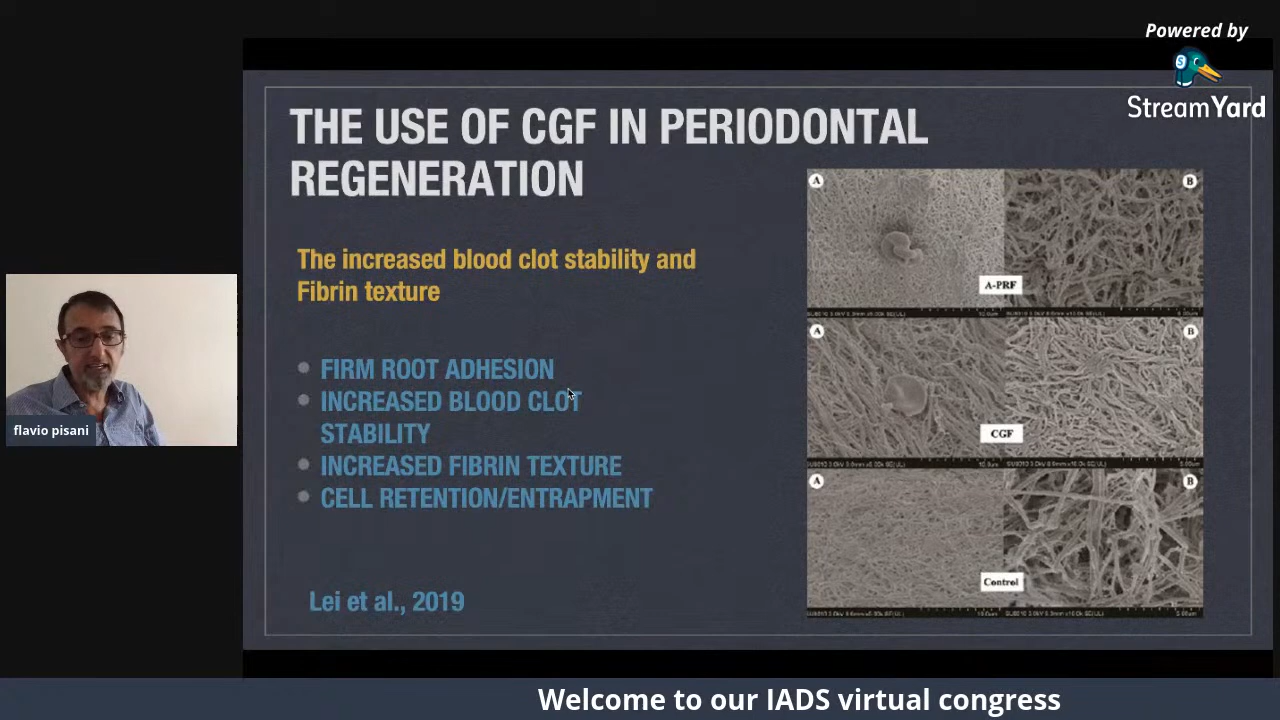 Powered by
StreamYard
THE USE OF CGF IN PERIODONTAL
REGENERATION
The increased blood clot stability and
Fibrin texture
FIRM ROOT ADHESION
INCREASED BLOOD CLOT
STABILITY
INCREASED FIBRIN TEXTURE
CELL RETENTION/ENTRAPMENT
Lei et al., 2019
A
B
A-PRF
A
B
CGF
A
B
Control
flavio pisani
Welcome to our IADS virtual congress